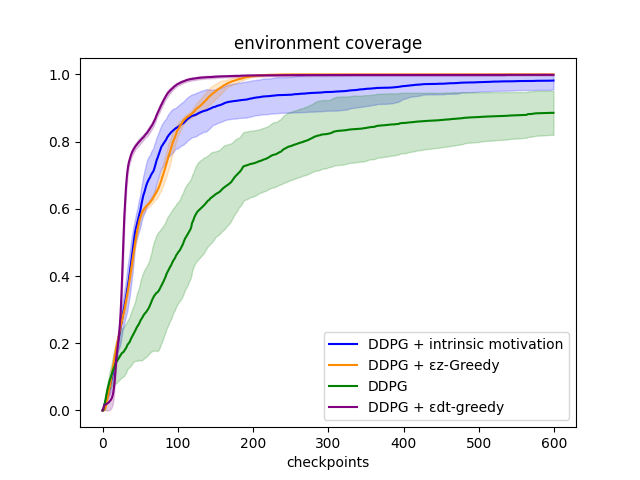 environment coverage
1.0
0.8
0.6
0.4
0.2
0.0
DDPG + intrinsic motivation
DDPG + εz-Greedy
DDPG
DDPG + εdt-greedy
0 100 200 300 400 500 600
checkpoints